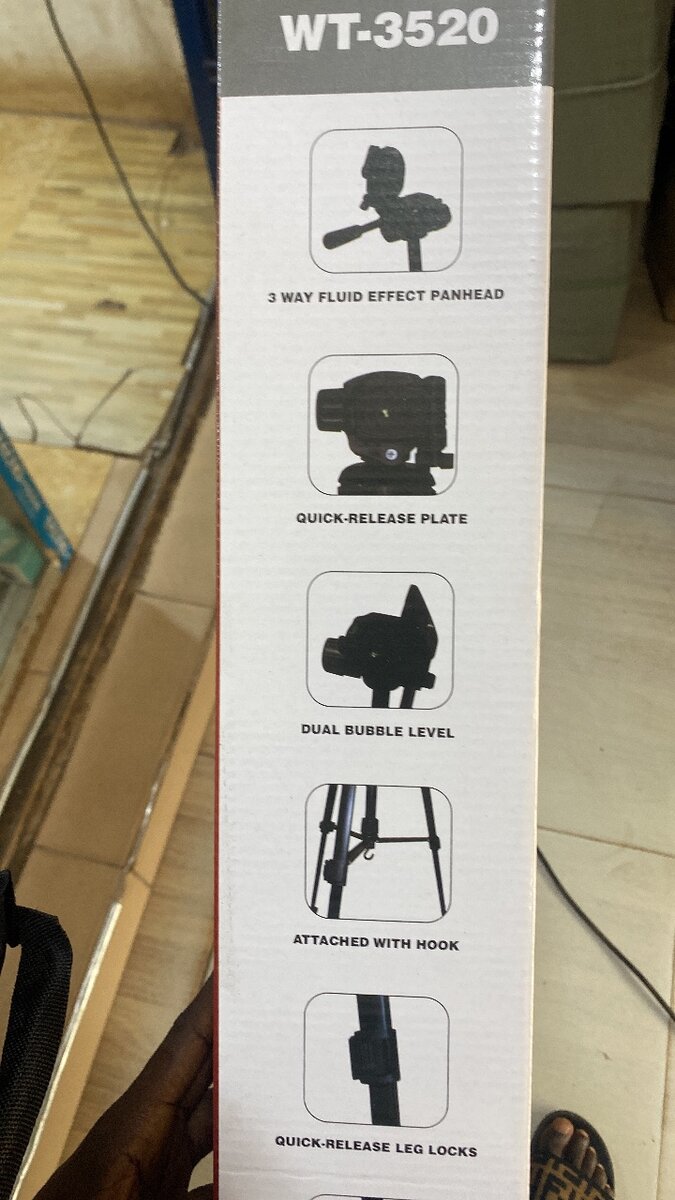 WT-3520
3 WAY FLUID EFFECT PANHEAD
QUICK-RELEASE PLATE
DUAL BUBBLE LEVEL
ATTACHED WITH HOOK
QUICK-RELEASE LEG LOCKS